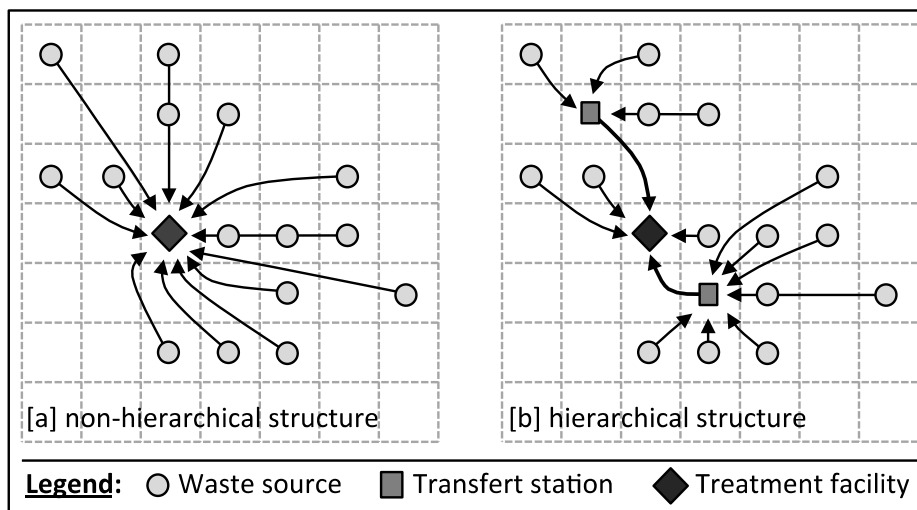 [a] non-hierarchical structure
[b] hierarchical structure
Legend: Waste source Transfert station Treatment facility